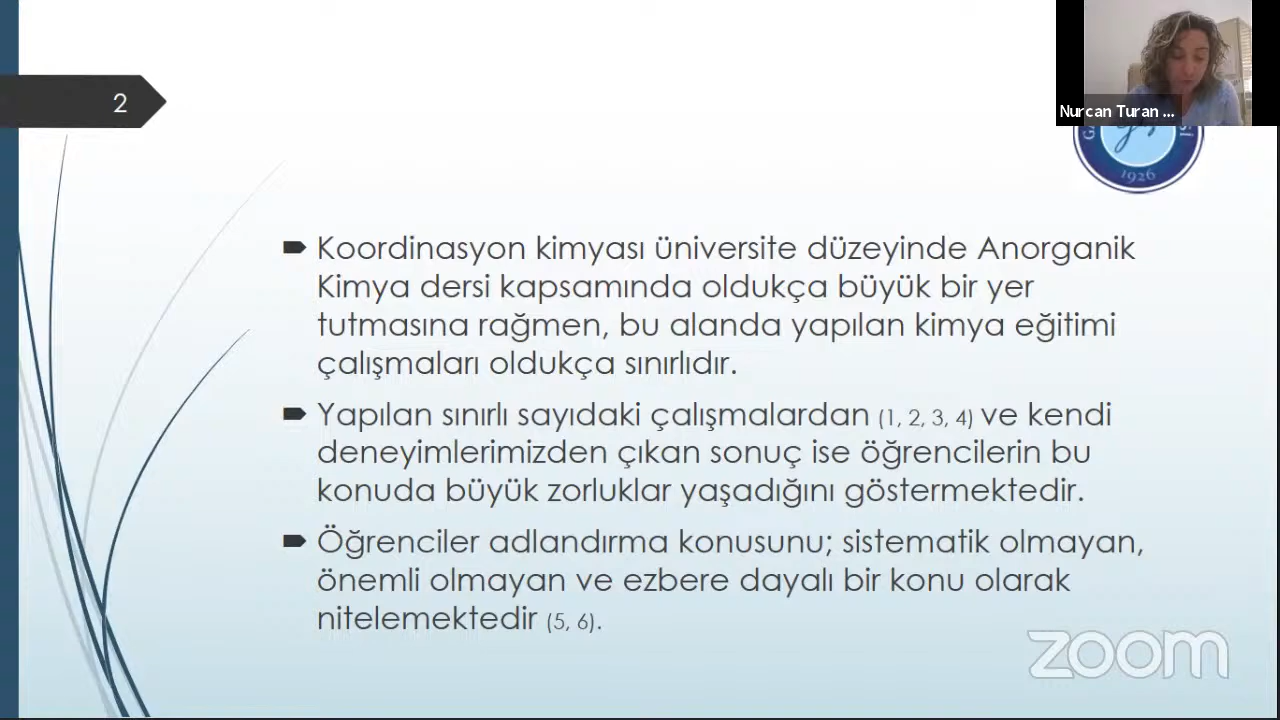 2
Nurcan Turan ...
1926
Koordinasyon kimyası üniversite düzeyinde Anorganik
Kimya dersi kapsamında oldukça büyük bir yer
tutmasına rağmen, bu alanda yapılan kimya eğitimi
çalışmaları oldukça sınırlıdır.
Yapılan sınırlı sayıdaki çalışmalardan (1, 2, 3, 4) ve kendi
deneyimlerimizden çıkan sonuç ise öğrencilerin bu
konuda büyük zorluklar yaşadığını göstermektedir.
Öğrenciler adlandırma konusunu; sistematik olmayan,
önemli olmayan ve ezbere dayalı bir konu olarak
nitelemektedir (5, 6).
zoom